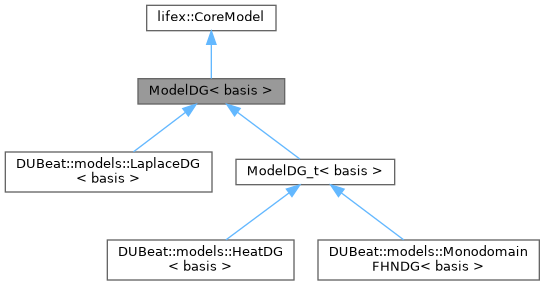 lifex::CoreModel
ModelDG< basis >
DUBeat::models::LaplaceDG
< basis >
ModelDG_t< basis >
DUBeat::models::HeatDG
< basis >
DUBeat::models::Monodomain
FHNDG< basis >